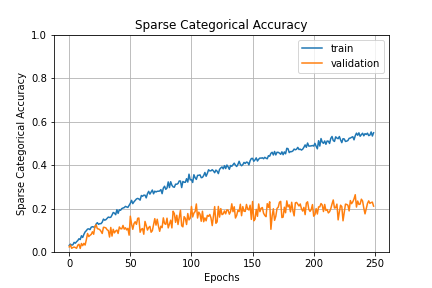 Sparse Categorical Accuracy
train
validation
Sparse Categorical Accuracy
1.0
0.8
0.6
0.4
0.2
0.0
0 50 100 150 200 250
Epochs